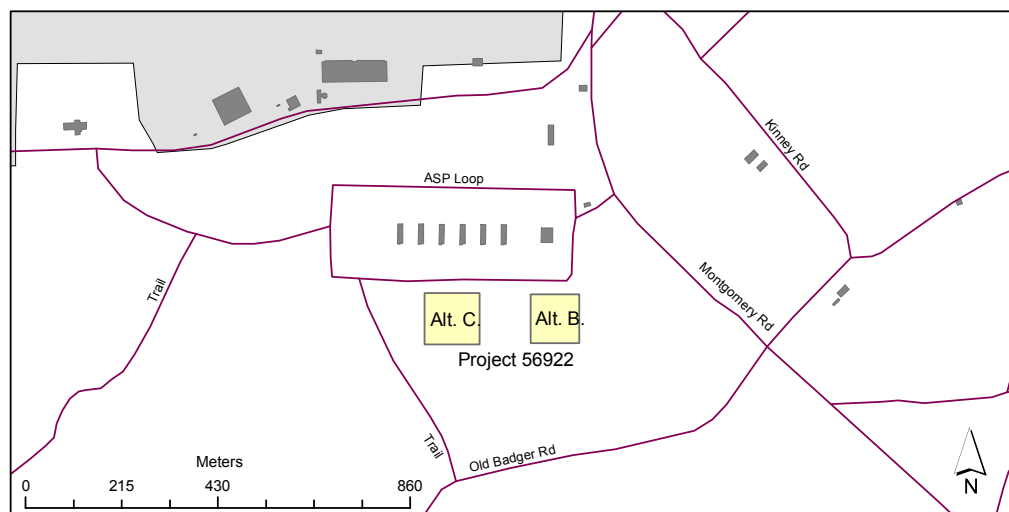 Kinney Rd
ASP Loop
Trail
Montgomery Rd
Alt. C.
Alt. B.
Project 56922
Trail
Old Badger Rd
Meters
0 215 430 860
N